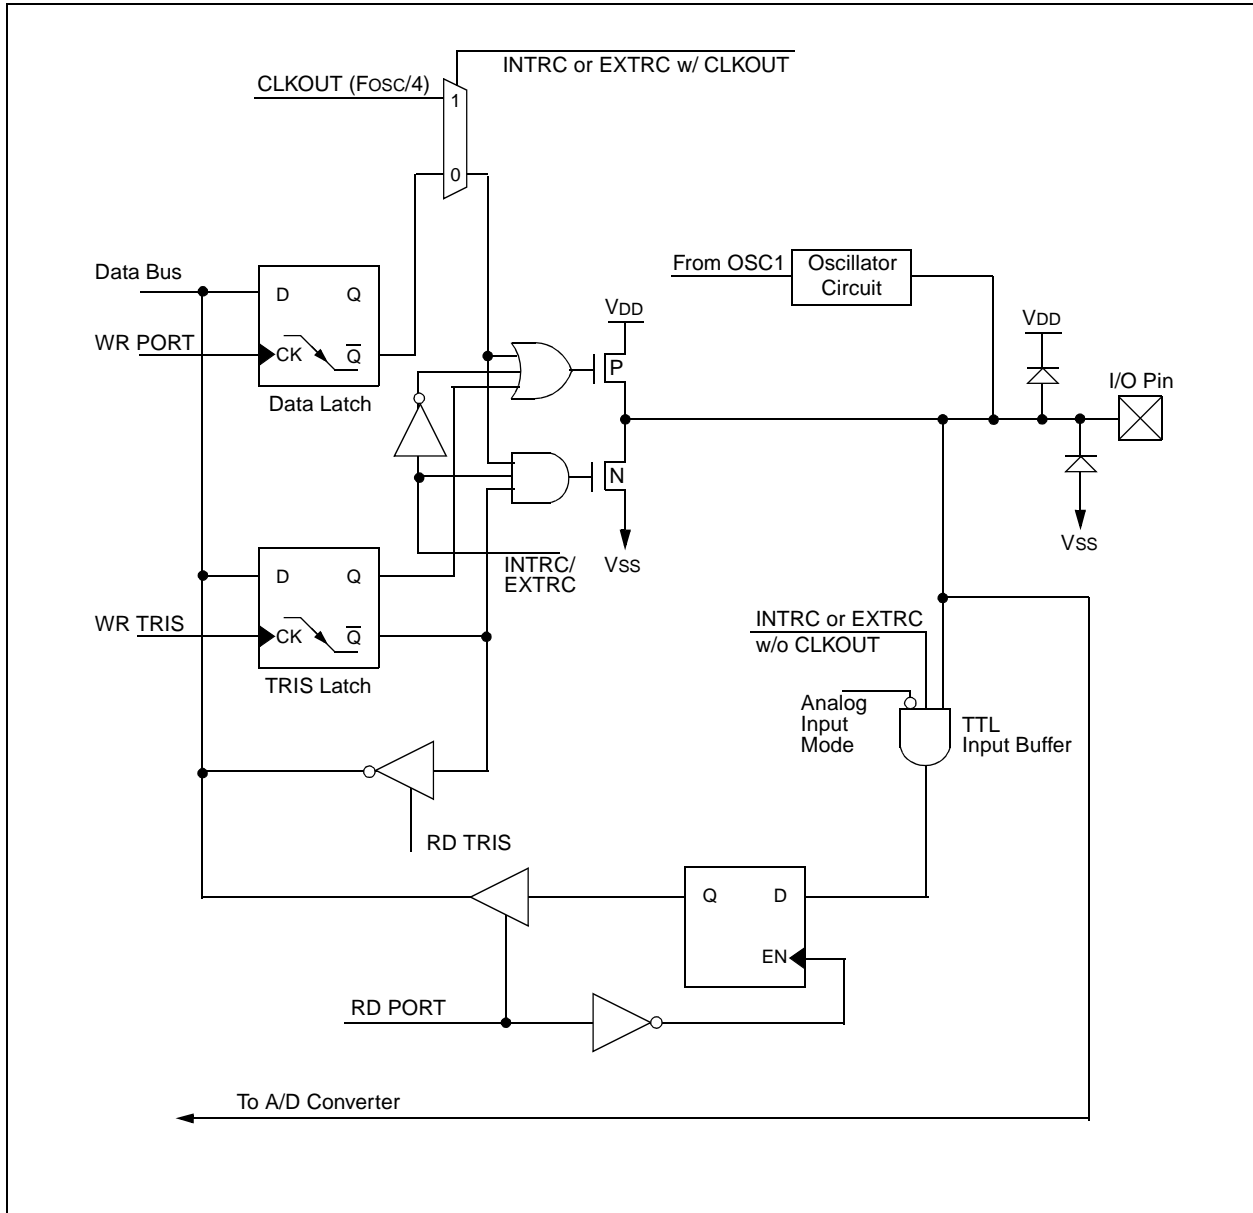 INTRC or EXTRC w/ CLKOUT
CLKOUT (FOSC/4)
1
0
Data Bus
D
Q
WR PORT
CK
Q̅
Data Latch
From OSC1
Oscillator
Circuit
VDD
P
VDD
I/O Pin
N
VSS
VSS
INTRC/
EXTRC
D
Q
WR TRIS
CK
Q̅
TRIS Latch
INTRC or EXTRC
w/o CLKOUT
Analog
Input
Mode
TTL
Input Buffer
RD TRIS
Q
D
EN
RD PORT
To A/D Converter